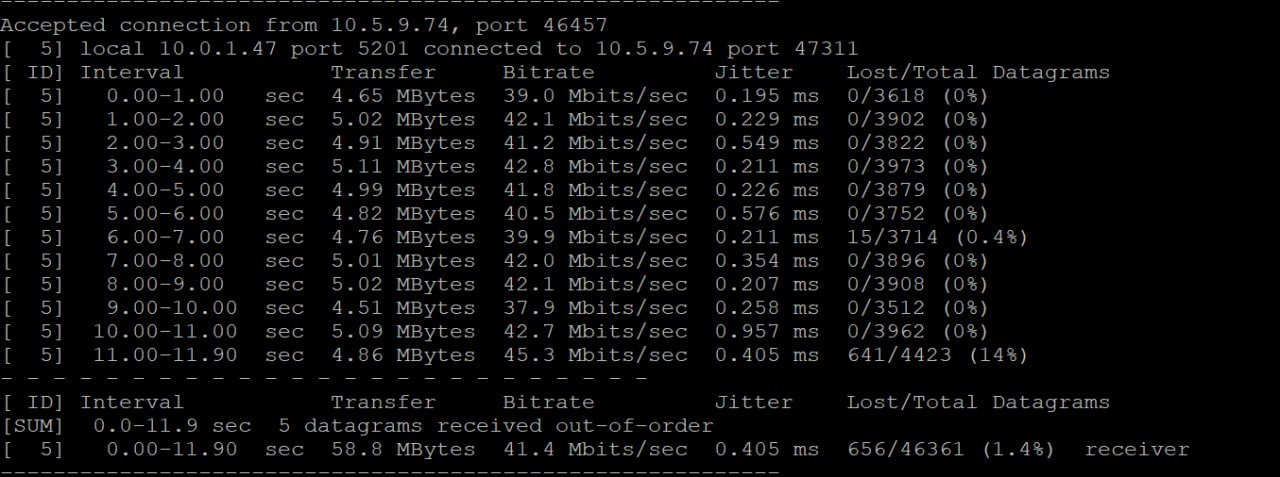 -----------------------------------------------------------
Accepted connection from 10.5.9.74, port 46457
[  5] local 10.0.1.47 port 5201 connected to 10.5.9.74 port 47311
[ ID] Interval           Transfer     Bitrate         Jitter    Lost/Total Datagrams
[  5]   0.00-1.00   sec  4.65 MBytes  39.0 Mbits/sec  0.195 ms  0/3618 (0%)
[  5]   1.00-2.00   sec  5.02 MBytes  42.1 Mbits/sec  0.229 ms  0/3902 (0%)
[  5]   2.00-3.00   sec  4.91 MBytes  41.2 Mbits/sec  0.549 ms  0/3822 (0%)
[  5]   3.00-4.00   sec  5.11 MBytes  42.8 Mbits/sec  0.211 ms  0/3973 (0%)
[  5]   4.00-5.00   sec  4.99 MBytes  41.8 Mbits/sec  0.226 ms  0/3879 (0%)
[  5]   5.00-6.00   sec  4.82 MBytes  40.5 Mbits/sec  0.576 ms  0/3752 (0%)
[  5]   6.00-7.00   sec  4.76 MBytes  39.9 Mbits/sec  0.211 ms  15/3714 (0.4%)
[  5]   7.00-8.00   sec  5.01 MBytes  42.0 Mbits/sec  0.354 ms  0/3896 (0%)
[  5]   8.00-9.00   sec  5.02 MBytes  42.1 Mbits/sec  0.207 ms  0/3908 (0%)
[  5]   9.00-10.00  sec  4.51 MBytes  37.9 Mbits/sec  0.258 ms  0/3512 (0%)
[  5]  10.00-11.00  sec  5.09 MBytes  42.7 Mbits/sec  0.957 ms  0/3962 (0%)
[  5]  11.00-11.90  sec  4.86 MBytes  45.3 Mbits/sec  0.405 ms  641/4423 (14%)
- - - - - - - - - - - - - - - - - - - - - - - - -
[ ID] Interval           Transfer     Bitrate         Jitter    Lost/Total Datagrams
[SUM]  0.0-11.9 sec  5 datagrams received out-of-order
[  5]   0.00-11.90  sec  58.8 MBytes  41.4 Mbits/sec  0.405 ms  656/46361 (1.4%)  receiver
-----------------------------------------------------------